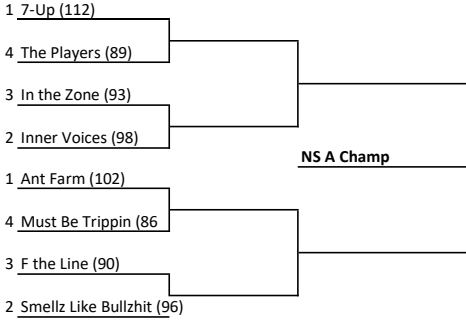 1 7-Up (112)
4 The Players (89)
3 In the Zone (93)
2 Inner Voices (98)
NS A Champ
1 Ant Farm (102)
4 Must Be Trippin (86
3 F the Line (90)
2 Smellz Like Bullzhit (96)